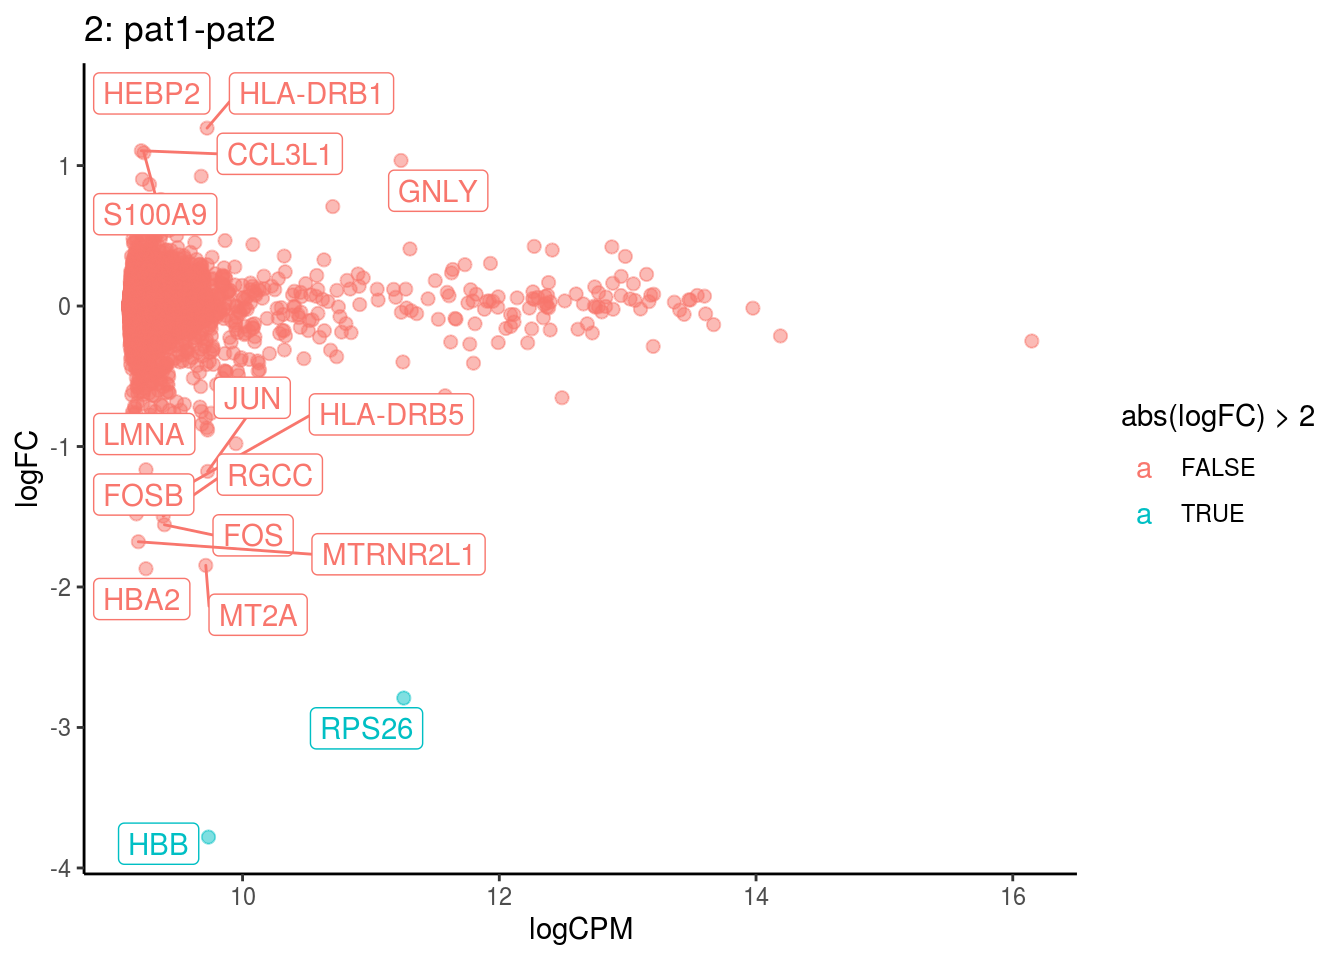 2: pat1-pat2
HEBP2
HLA-DRB1
CCL3L1
GNLY
S100A9
JUN
HLA-DRB5
LMNA
RGCC
FOSB
FOS
MTRNR2L1
HBA2
MT2A
RPS26
HBB
1
0
-1
-2
-3
-4
logFC
10 12 14 16
logCPM
abs(logFC) > 2
a FALSE
a TRUE